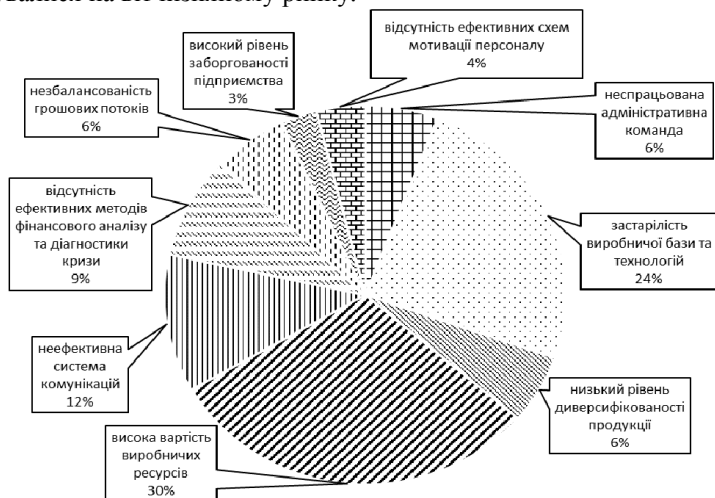 відсутність ефективних схем
мотивації персоналу
4%
високий рівень
заборгованості
підприємства
3%
незбалансованість
грошових потоків
6%
неспрацьована
адміністративна
команда
6%
відсутність
ефективних методів
фінансового аналізу
та діагностики
кризи
9%
застарілість
виробничої бази та
технологій
24%
неефективна
система
комунікацій
12%
низький рівень
диверсифікованості
продукції
6%
висока вартість
виробничих
ресурсів
30%